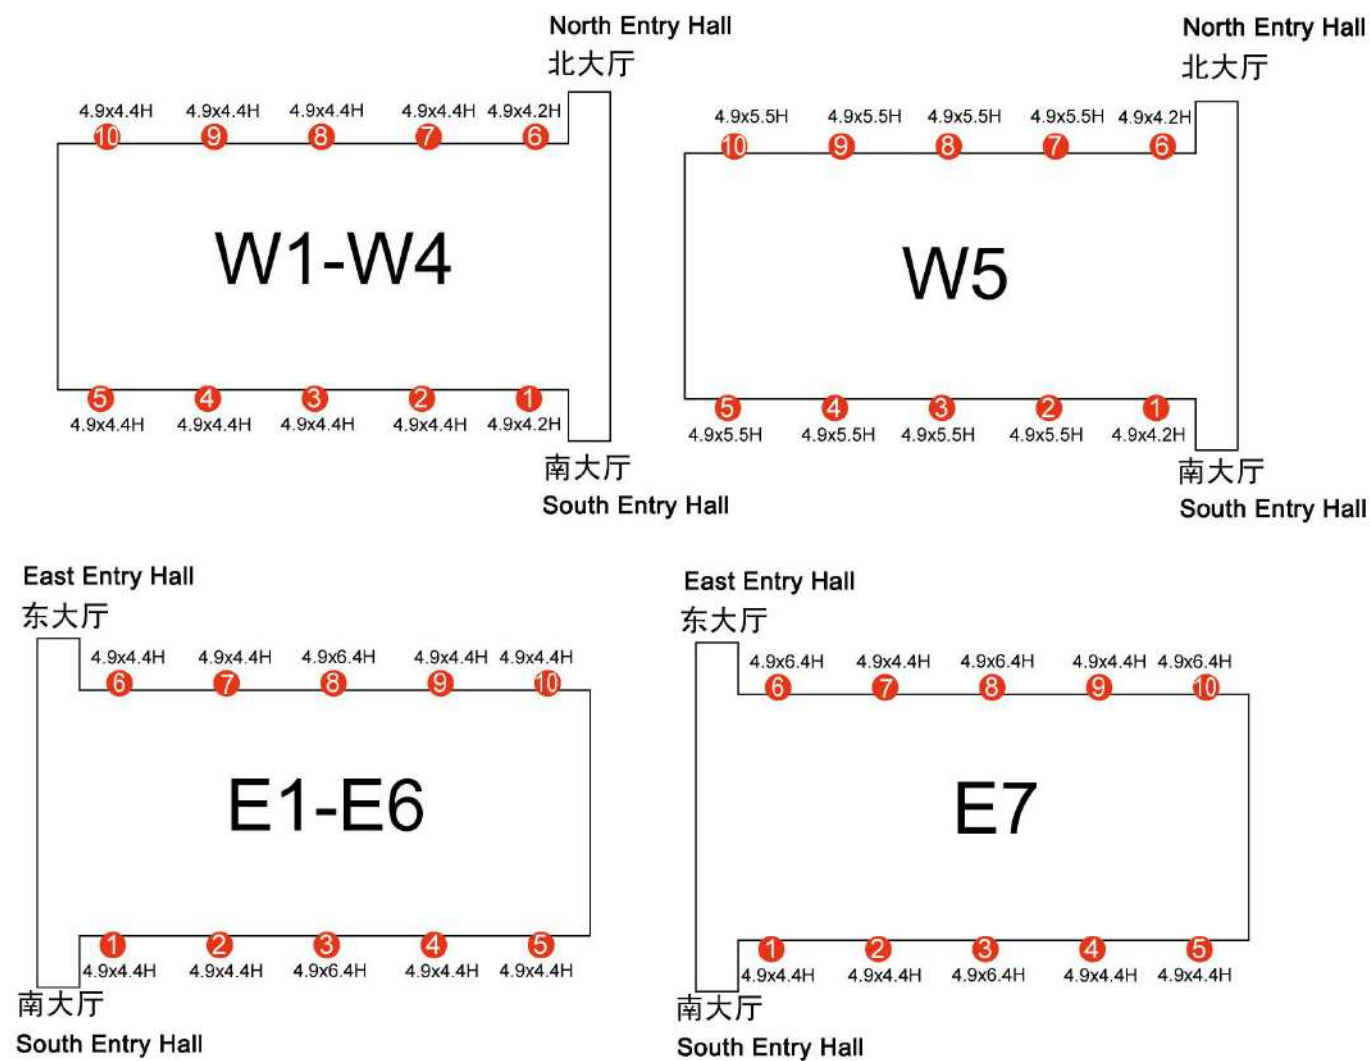 North Entry Hall
北大厅
4.9x4.4H 4.9x4.4H 4.9x4.4H 4.9x4.4H 4.9x4.2H
10 9 8 7 6
W1-W4
5 4 3 2 1
4.9x4.4H 4.9x4.4H 4.9x4.4H 4.9x4.4H 4.9x4.2H
南大厅
South Entry Hall
North Entry Hall
北大厅
4.9x5.5H 4.9x5.5H 4.9x5.5H 4.9x5.5H 4.9x4.2H
10 9 8 7 6
W5
5 4 3 2 1
4.9x5.5H 4.9x5.5H 4.9x5.5H 4.9x5.5H 4.9x4.2H
南大厅
South Entry Hall
East Entry Hall
东大厅
4.9x4.4H 4.9x4.4H 4.9x6.4H 4.9x4.4H 4.9x4.4H
6 7 8 9 10
E1-E6
1 2 3 4 5
4.9x4.4H 4.9x4.4H 4.9x6.4H 4.9x4.4H 4.9x4.4H
南大厅
South Entry Hall
East Entry Hall
东大厅
4.9x6.4H 4.9x4.4H 4.9x6.4H 4.9x4.4H 4.9x6.4H
6 7 8 9 10
E7
1 2 3 4 5
4.9x4.4H 4.9x4.4H 4.9x6.4H 4.9x4.4H 4.9x4.4H
南大厅
South Entry Hall